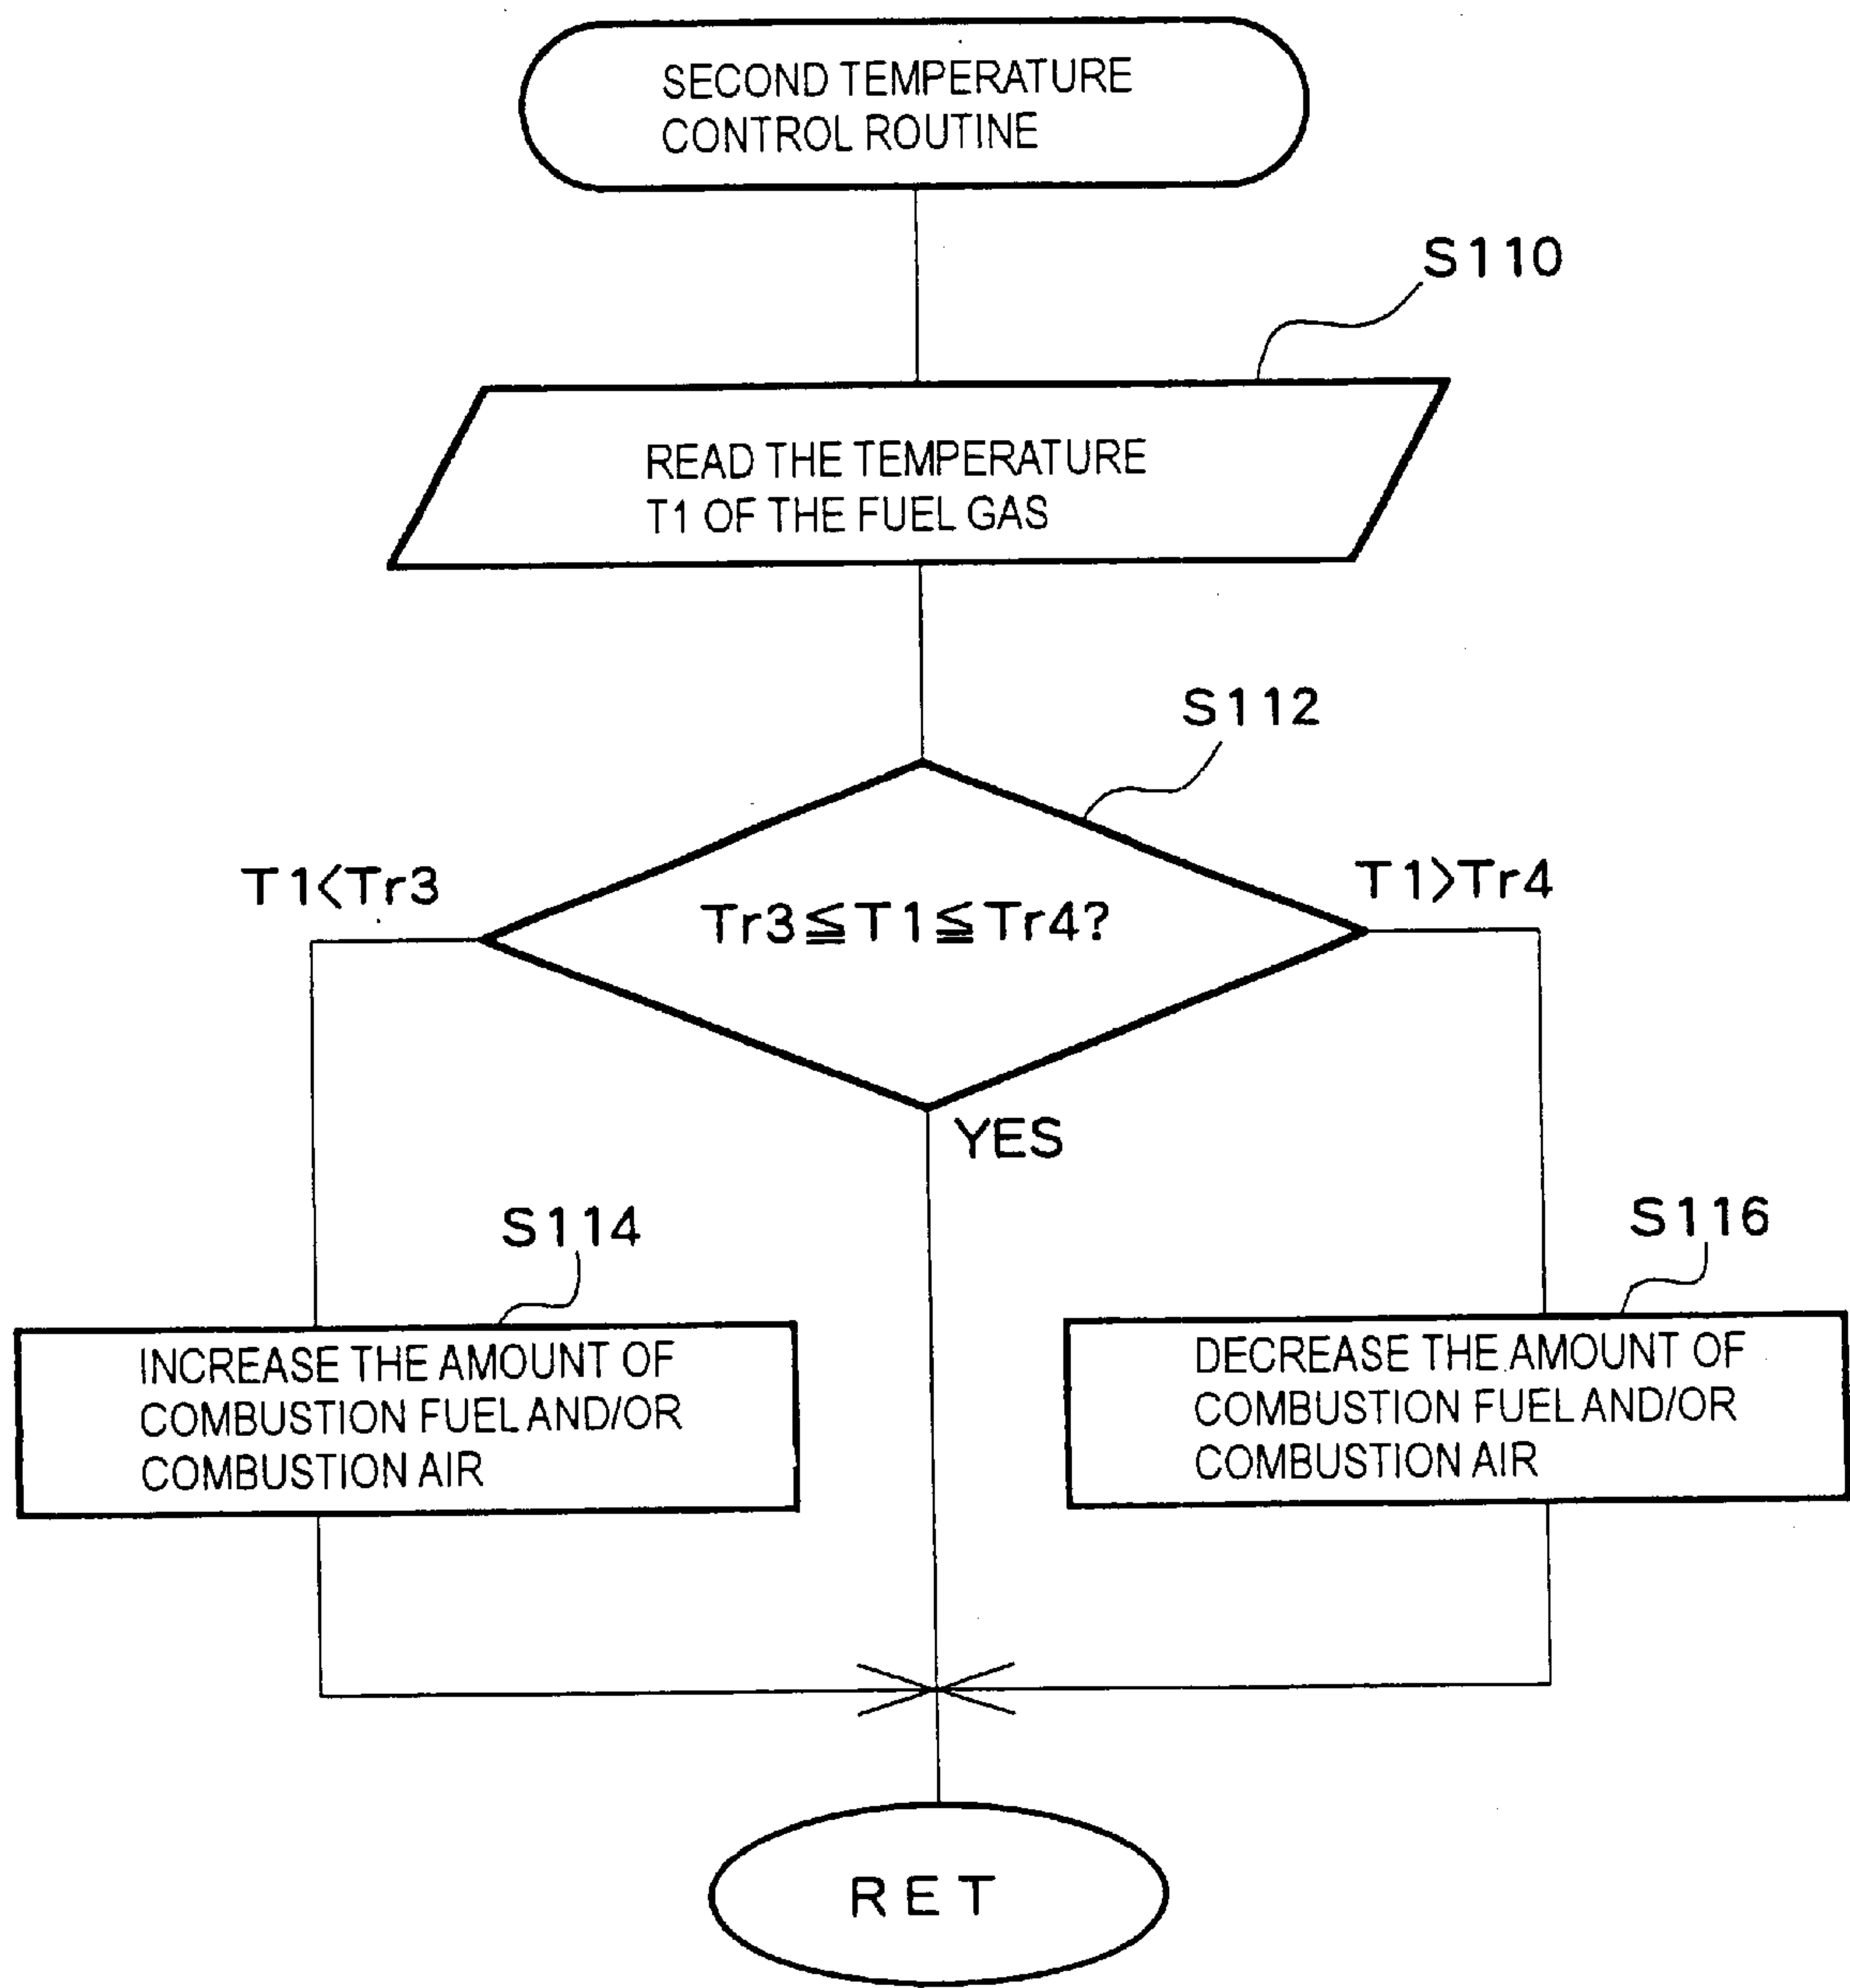 SECOND TEMPERATURE
CONTROL ROUTINE
S110
READ THE TEMPERATURE
T1 OF THE FUEL GAS
S112
T1<Tr3
Tr3≦T1≦Tr4?
T1>Tr4
YES
S114
S116
INCREASE THE AMOUNT OF
COMBUSTION FUEL AND/OR
COMBUSTION AIR
DECREASE THE AMOUNT OF
COMBUSTION FUEL AND/OR
COMBUSTION AIR
RET